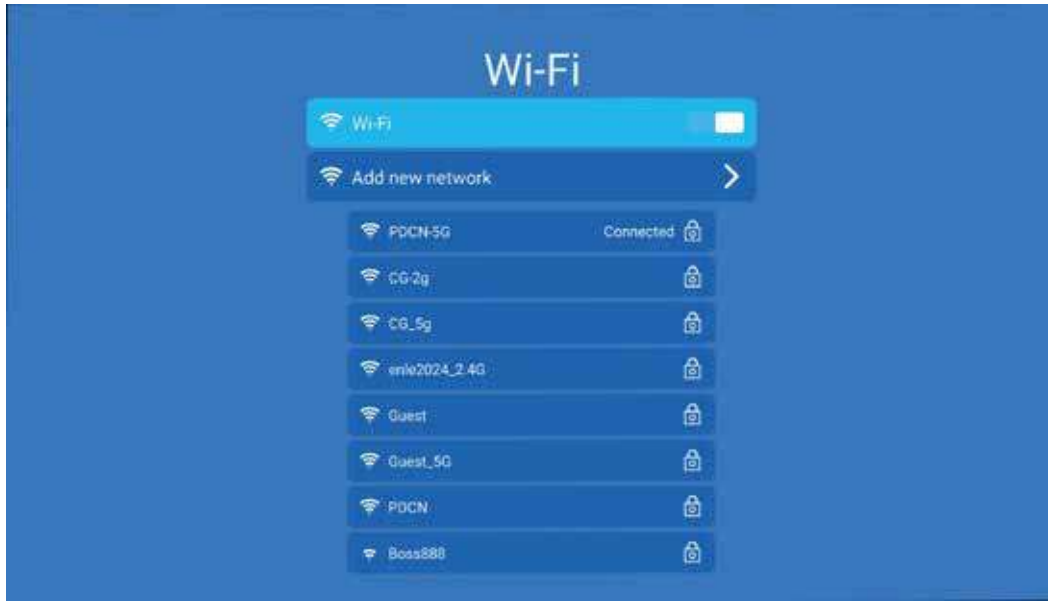 Wi-Fi
Wi-Fi
Add new network
PDCN-5G Connected
CG-2g
CG_5g
enle2024_2.4G
Guest
Guest_5G
PDCN
Boss888